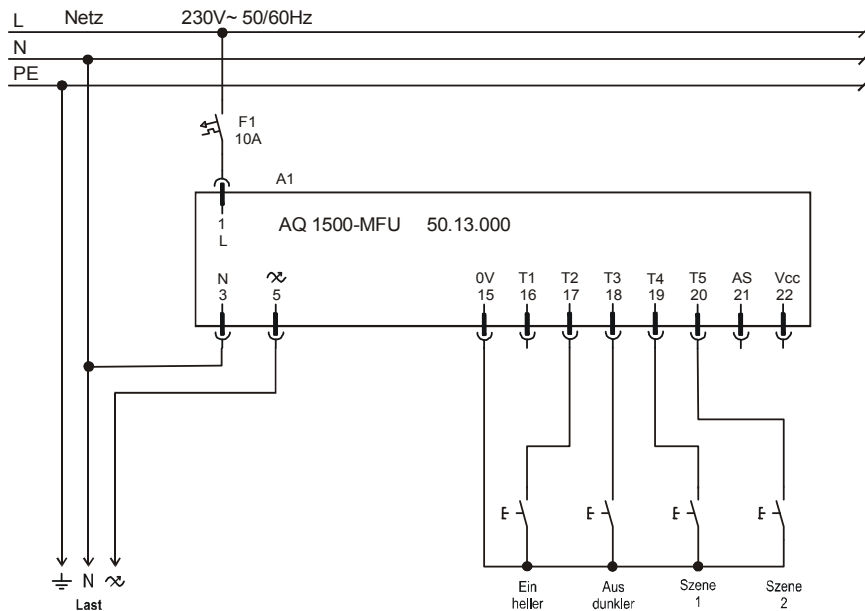 L Netz 230V~ 50/60Hz
N
PE
F1
10A
A1
1
L
AQ 1500-MFU 50.13.000
N 0V T1 T2 T3 T4 T5 AS Vcc
3 5 15 16 17 18 19 20 21 22
N
Last
Ein
heller
Aus
dunkler
Szene
1
Szene
2